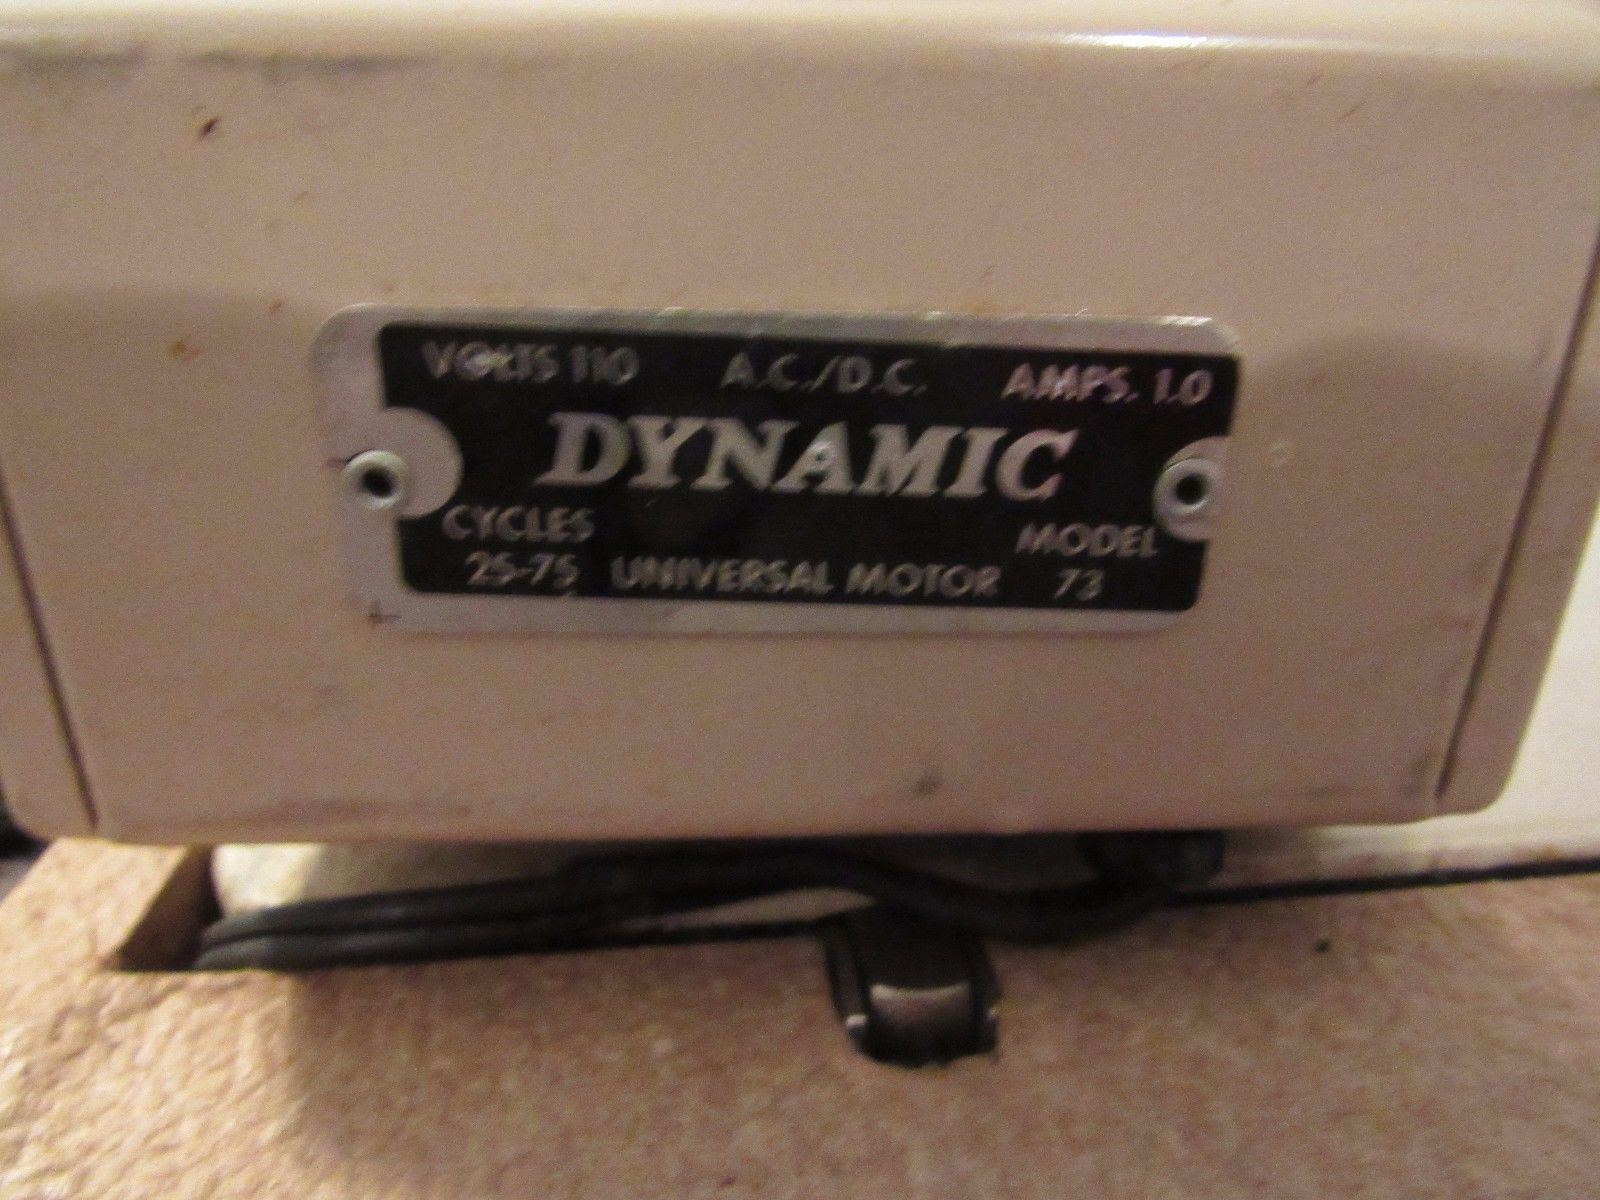 VOLTS 110 A.C./D.C. AMPS. 1.0
DYNAMIC
CYCLES MODEL
25-75 UNIVERSAL MOTOR 73